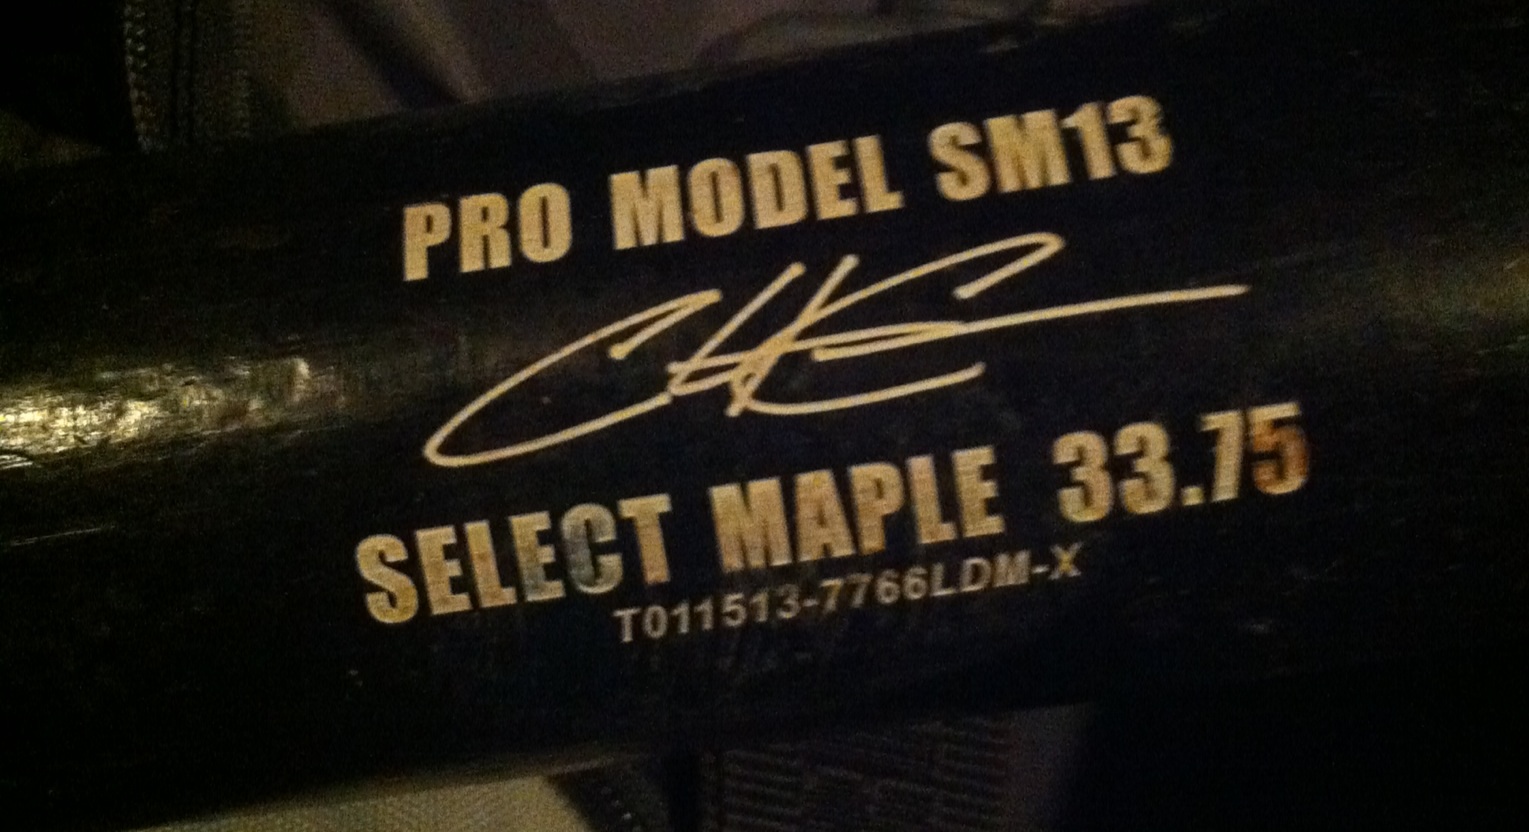 PRO MODEL SM13
SELECT MAPLE 33.75
T011513-7766LDM-X